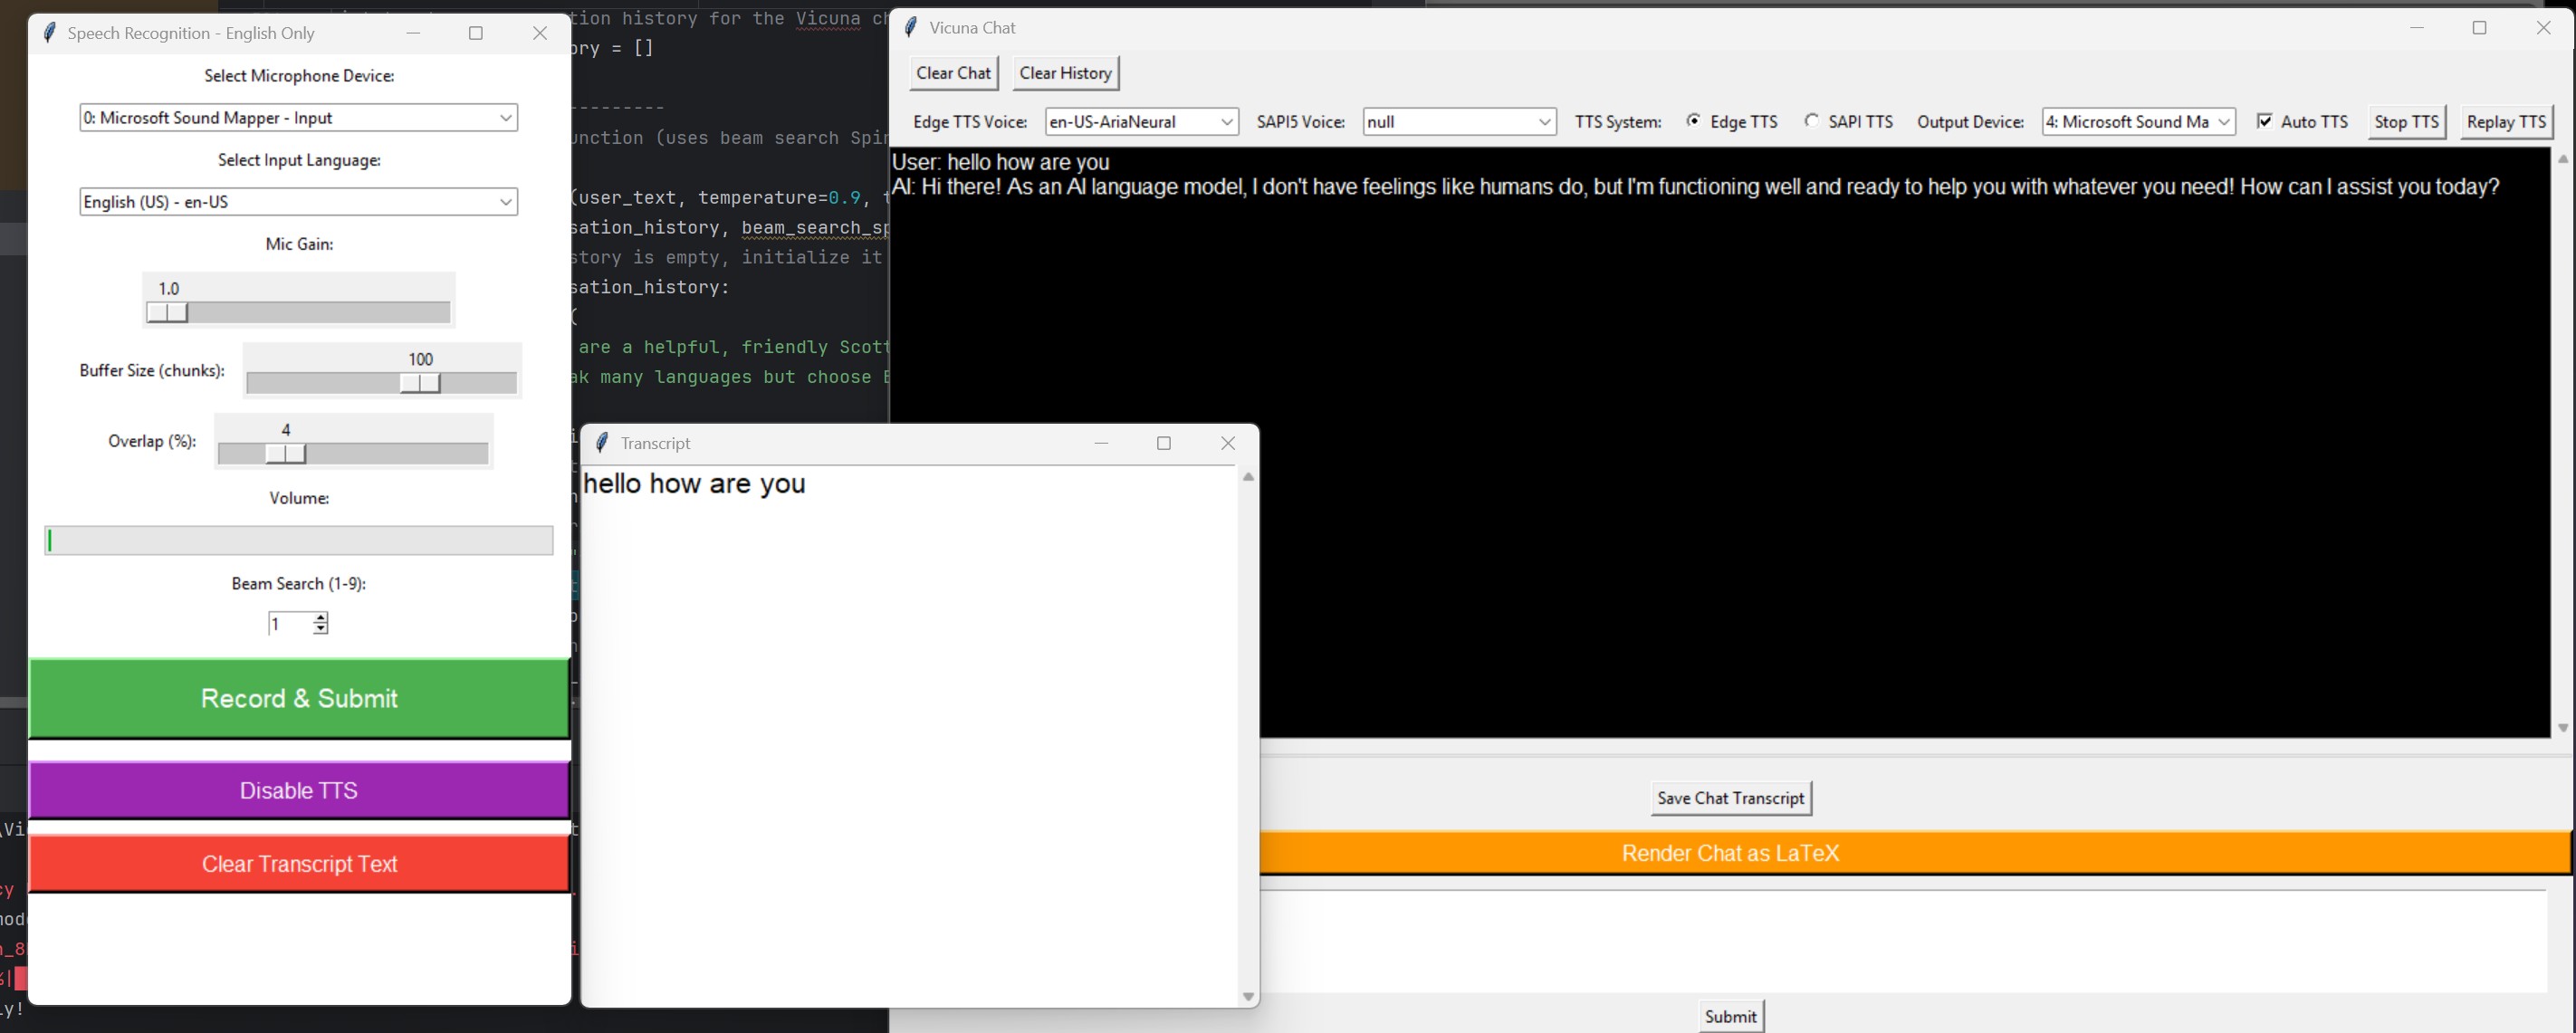 Speech Recognition - English Only
Select Microphone Device:
0: Microsoft Sound Mapper - Input
Select Input Language:
English (US) - en-US
Mic Gain:
1.0
Buffer Size (chunks):
100
Overlap (%):
4
Volume:
Beam Search (1-9):
1
Record & Submit
Disable TTS
Clear Transcript Text
tion history for the Vicuna
ory = []
---------
unction (uses beam search
(user_text, temperature=0.9,
sation_history,
story is empty, initialize it
sation_history:
(
are a helpful, friendly
ak many languages but choose
Transcript
hello how are you
Vicuna Chat
Clear Chat
Clear History
Edge TTS Voice:
en-US-AriaNeural
SAPI5 Voice:
null
TTS System:
Edge TTS
SAPI TTS
Output Device:
4: Microsoft Sound Ma
Auto TTS
Stop TTS
Replay TTS
User: hello how are you
AI: Hi there! As an AI language model, I don't have feelings like humans do, but I'm functioning well and ready to help you with whatever you need! How can I assist you today?
Save Chat Transcript
Render Chat as LaTeX
Submit